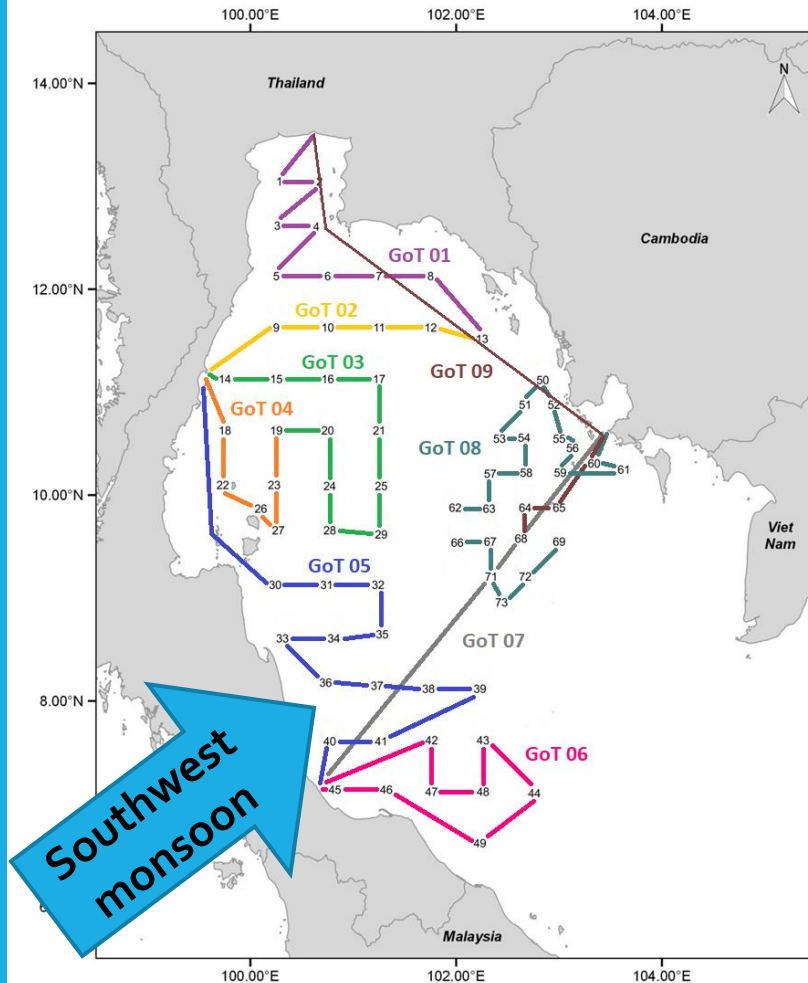 100.00°E 102.00°E 104.00°E
14.00°N
Thailand
N
1 2
3 4
Cambodia
GoT 01
5 6 7 8
12.00°N
GoT 02
9 10 11 12 13
GoT 03
GoT 09
14 15 16 17 50
GoT 04
51 52
18 19 20 21
GoT 08
53 54 55 56
57 58 59 60 61
10.00°N
22 23 24 25
26 27 28 29
62 63 64 65
Viet
Nam
66 67 68 69
GoT 05
30 31 32 71 72
73
33 34 35
GoT 07
36 37 38 39
8.00°N
40 41 42 43
GoT 06
45 46 47 48 44
49
Southwest
monsoon
Malaysia
100.00°E 102.00°E 104.00°E